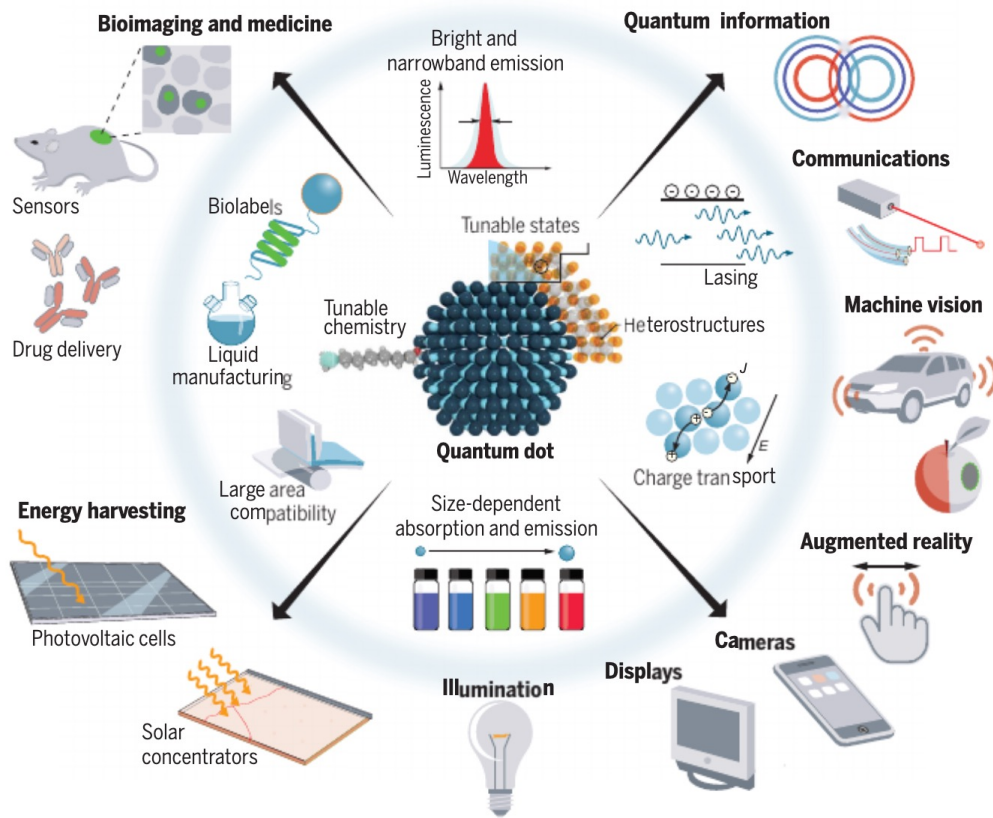 Bioimaging and medicine
Quantum information
Bright and
narrowband emission
Luminescence
Wavelength
Communications
Sensors
Biolabels
Tunable states
Lasing
Machine vision
Tunable
chemistry
Heterostructures
Drug delivery
Liquid
manufacturing
J
E
Quantum dot
Charge transport
Large area
compatibility
Energy harvesting
Size-dependent
absorption and emission
Augmented reality
Photovoltaic cells
Cameras
Displays
Illumination
Solar
concentrators